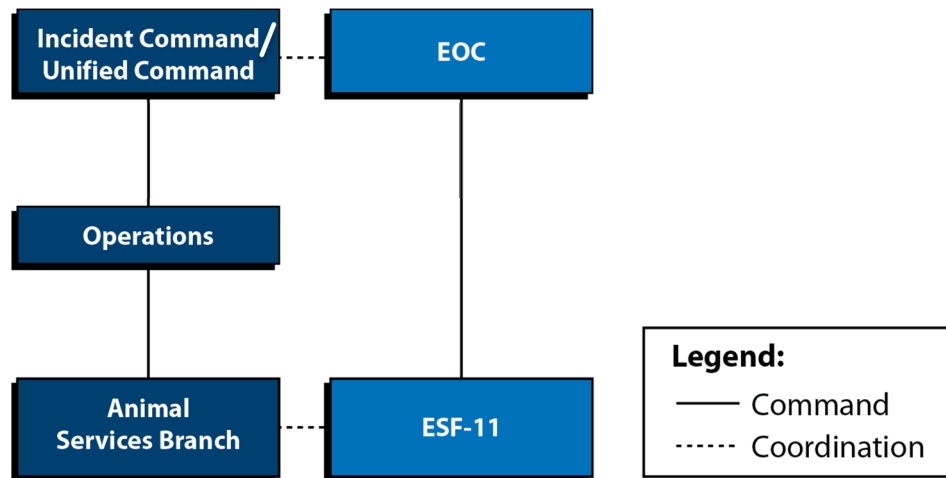 Incident Command/
Unified Command
EOC
Operations
Animal
Services Branch
ESF-11
Legend:
Command
Coordination